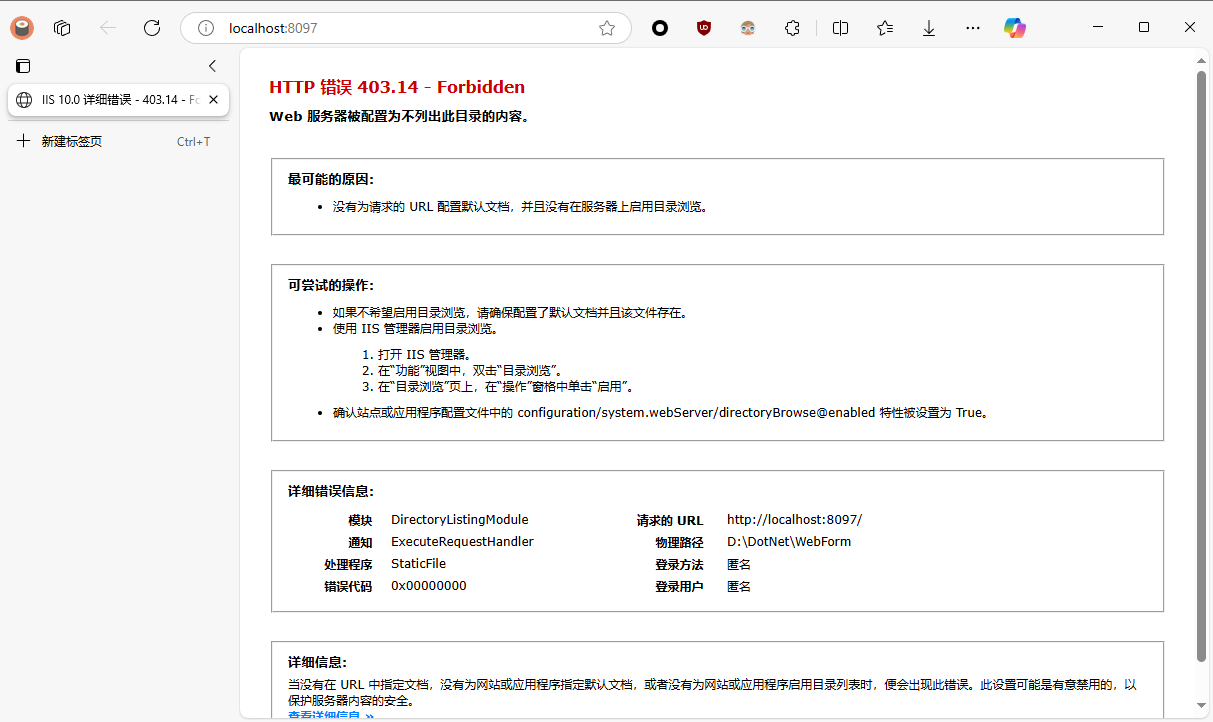 localhost:8097
IIS 10.0 详细错误 - 403.14 - Fo
新建标签页 Ctrl+T
HTTP 错误 403.14 - Forbidden
Web 服务器被配置为不列出此目录的内容。
最可能的原因:
• 没有为请求的 URL 配置默认文档，并且没有在服务器上启用目录浏览。
可尝试的操作:
• 如果不希望启用目录浏览，请确保配置了默认文档并且该文件存在。
• 使用 IIS 管理器启用目录浏览。
1. 打开 IIS 管理器。
2. 在“功能”视图中，双击“目录浏览”。
3. 在“目录浏览”页上，在“操作”窗格中单击“启用”。
• 确认站点或应用程序配置文件中的 configuration/system.webServer/directoryBrowse@enabled 特性被设置为 True。
详细错误信息:
模块 DirectoryListingModule 请求的 URL http://localhost:8097/
通知 ExecuteRequestHandler 物理路径 D:\DotNet\WebForm
处理程序 StaticFile 登录方法 匿名
错误代码 0x00000000 登录用户 匿名
详细信息:
当没有在 URL 中指定文档，没有为网站或应用程序指定默认文档，或者没有为网站或应用程序启用目录列表时，便会出现此错误。此设置可能是有意禁用的，以
保护服务器内容的安全。
查看详细信息 »